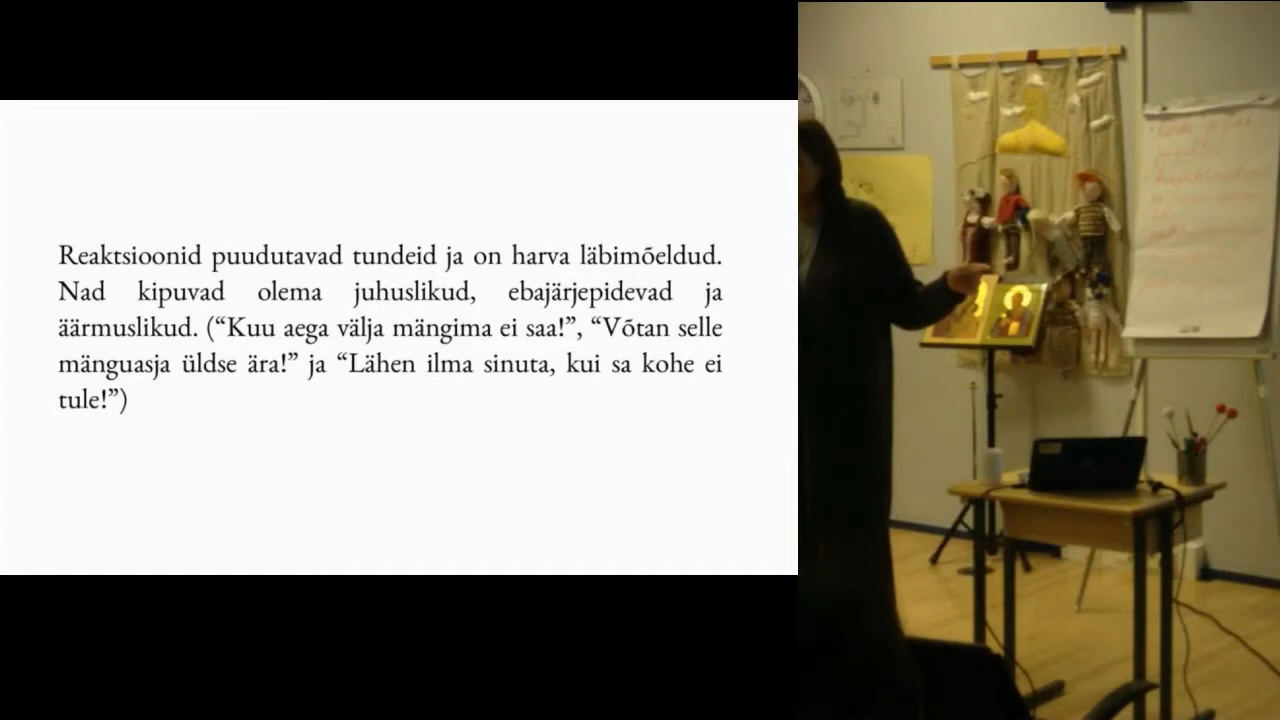 Reaktsioonid puudutavad tundeid ja on harva läbimõeldud.
Nad kipuvad olema juhuslikud, ebajärjepidevad ja
äärmuslikud. (“Kuu aega välja mängima ei saa!”, “Võtan selle
mänguasja üldse ära!” ja “Lähen ilma sinuta, kui sa kohe ei
tule!”)